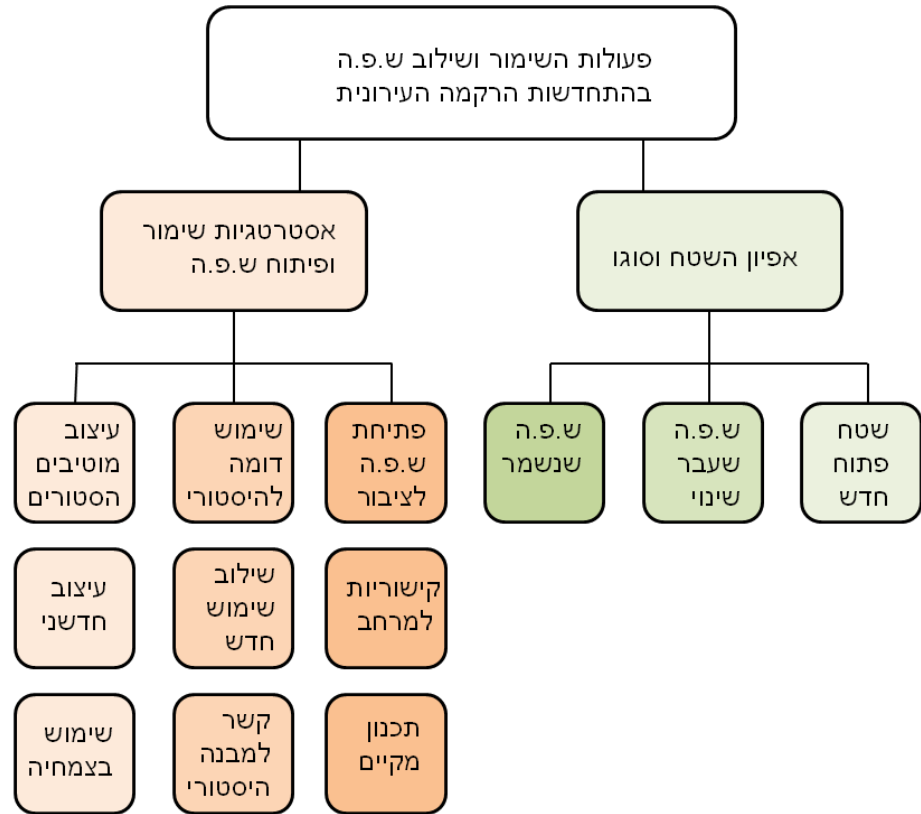 פעולות השימור ושילוב ש.פ.ה
בהתחדשות הרקמה העירונית
אפיון השטח וסוגו
אסטרטגיות שימור
ופיתוח ש.פ.ה
שטח
פתוח
חדש
ש.פ.ה
שעבר
שינוי
ש.פ.ה
שנשמר
פתיחת
ש.פ.ה
לציבור
שימוש
דומה
להיסטורי
עיצוב
מוטיבים
הסטורים
קישוריות
למרחב
שילוב
שימוש
חדש
עיצוב
חדשני
תכנון
מקיים
קשר
למבנה
היסטורי
שימוש
בצמחיה